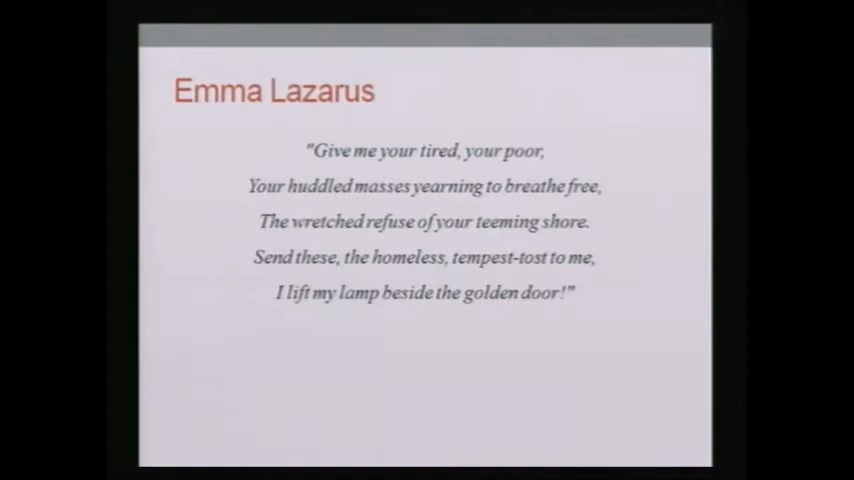 Emma Lazarus
"Give me your tired, your poor,
Your huddled masses yearning to breathe free,
The wretched refuse of your teeming shore.
Send these, the homeless, tempest-tost to me,
I lift my lamp beside the golden door!"